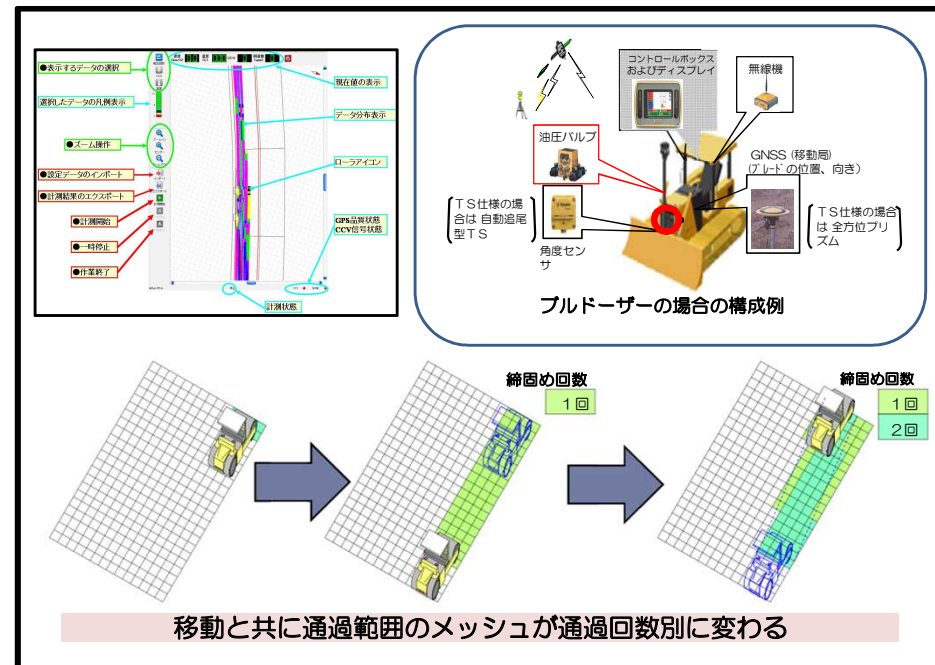 ●表示するデータの選択
選択したデータの凡例表示
●ズーム操作
●設定データのインポート
●計測結果のエクスポート
●計測開始
●一時停止
●作業終了
現在値の表示
データ分布表示
ローラアイコン
GPS品質状態
CCV信号状態
計測状態
コントロールボックス
およびディスプレイ
無線機
油圧バルブ
GNSS (移動局)
(ブレードの位置、向き)
TS仕様の場
合は 自動追尾
型TS
角度セン
サ
TS仕様の場合
は 全方位プリ
ズム
ブルドーザーの場合の構成例
締固め回数
1回
締固め回数
1回
2回
移動と共に通過範囲のメッシュが通過回数別に変わる